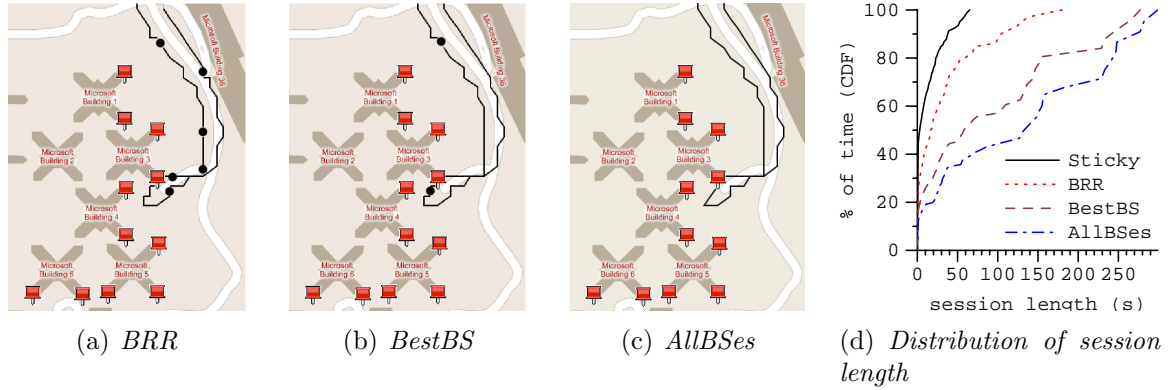 Microsoft Building 36
Microsoft
Building 1
Microsoft
Building 2
Microsoft
Building 3
Microsoft
Building 4
Microsoft
Building 6
Microsoft
Building 5
(a) BRR
Microsoft Building 36
Microsoft
Building 1
Microsoft
Building 2
Microsoft
Building 3
Microsoft
Building 4
Microsoft
Building 6
Microsoft
Building 5
(b) BestBS
Microsoft Building 36
Microsoft
Building 1
Microsoft
Building 2
Microsoft
Building 3
Microsoft
Building 4
Microsoft
Building 6
Microsoft
Building 5
(c) AllBSes
% of time (CDF)
100
80
60
40
20
0
Sticky
BRR
BestBS
AllBSes
0 50 100 150 200 250
session length (s)
(d) Distribution of session
length